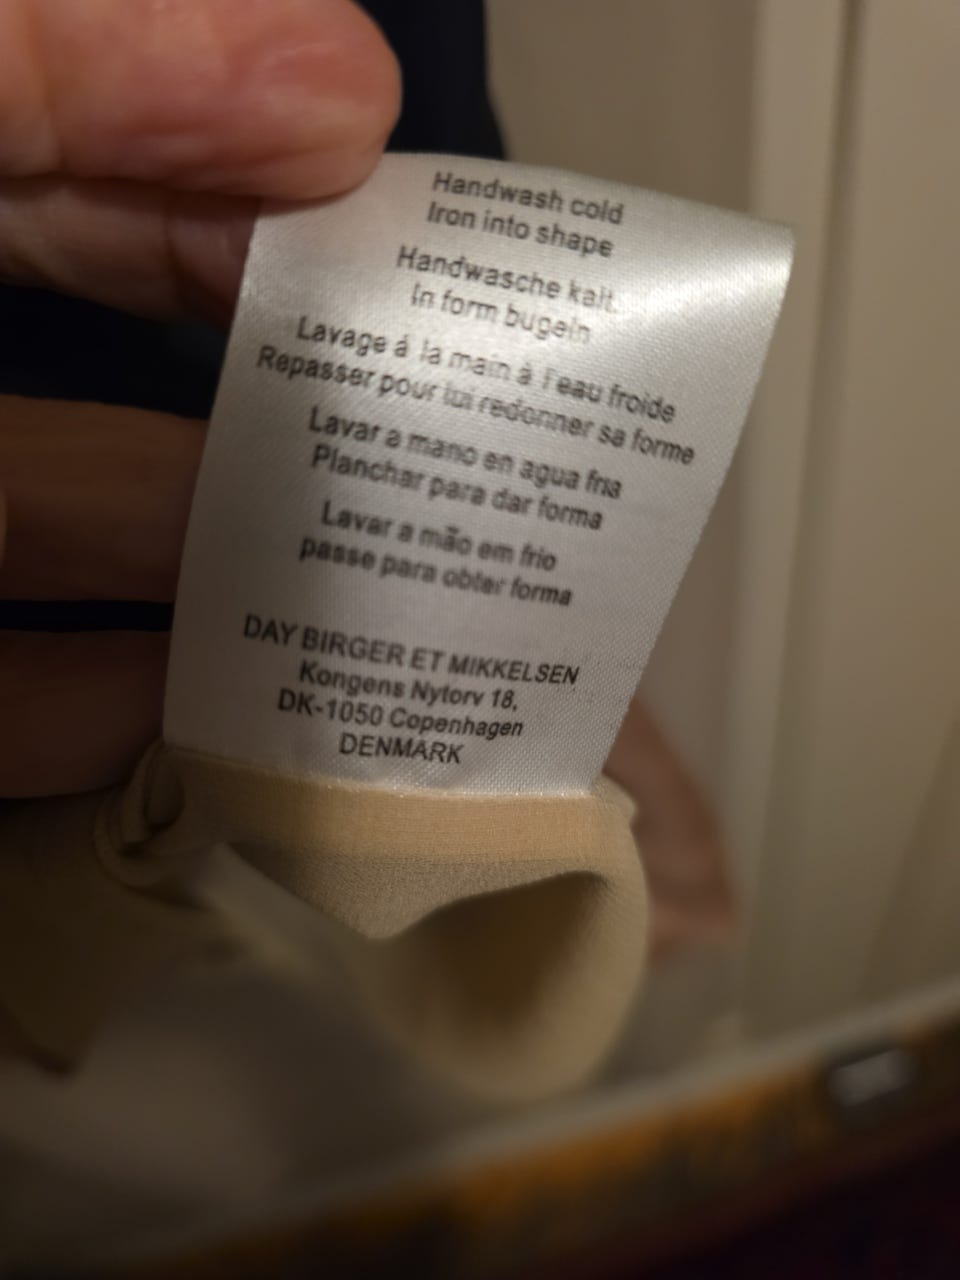 Handwash cold
Iron into shape
Handwasche kalt.
In form bugeln
Lavage á la main à l'eau froide
Repasser pour lui redonner sa forme
Lavar a mano en agua fria
Planchar para dar forma
Lavar a mão em frio
passe para obter forma
DAY BIRGER ET MIKKELSEN
Kongens Nytorv 18,
DK-1050 Copenhagen
DENMARK